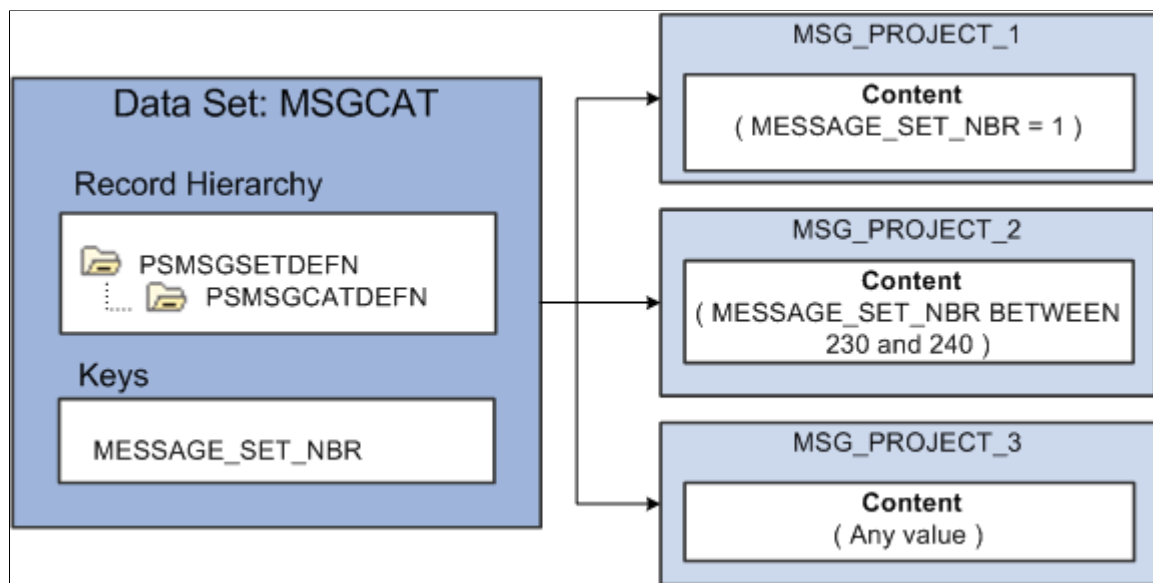 Data Set: MSGCAT
Record Hierarchy
PSMSGSETDEFN
PSMSGCATDEFN
Keys
MESSAGE_SET_NBR
MSG_PROJECT_1
Content
( MESSAGE_SET_NBR = 1 )
MSG_PROJECT_2
Content
( MESSAGE_SET_NBR BETWEEN
230 and 240 )
MSG_PROJECT_3
Content
( Any value )